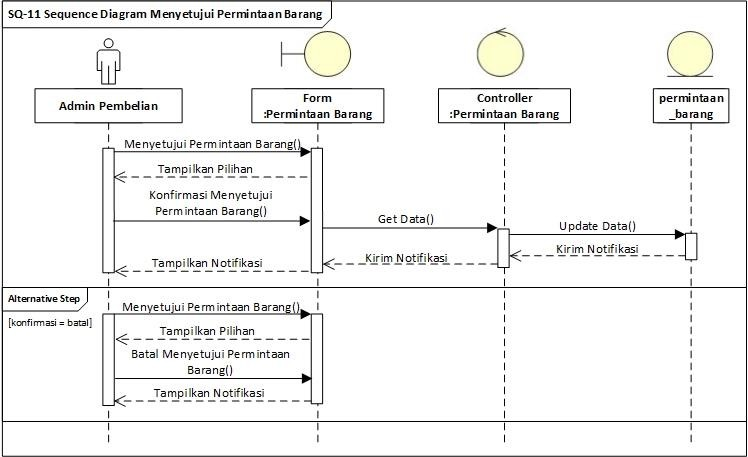 SQ-11 Sequence Diagram Menyetujui Permintaan Barang
Admin Pembelian
Form
:Permintaan Barang
Controller
:Permintaan Barang
permintaan
_barang
Menyetujui Permintaan Barang()
Tampilkan Pilihan
Konfirmasi Menyetujui
Permintaan Barang()
Get Data()
Update Data()
Kirim Notifikasi
Kirim Notifikasi
Tampilkan Notifikasi
Alternative Step
[konfirmasi = batal]
Menyetujui Permintaan Barang()
Tampilkan Pilihan
Batal Menyetujui Permintaan
Barang()
Tampilkan Notifikasi